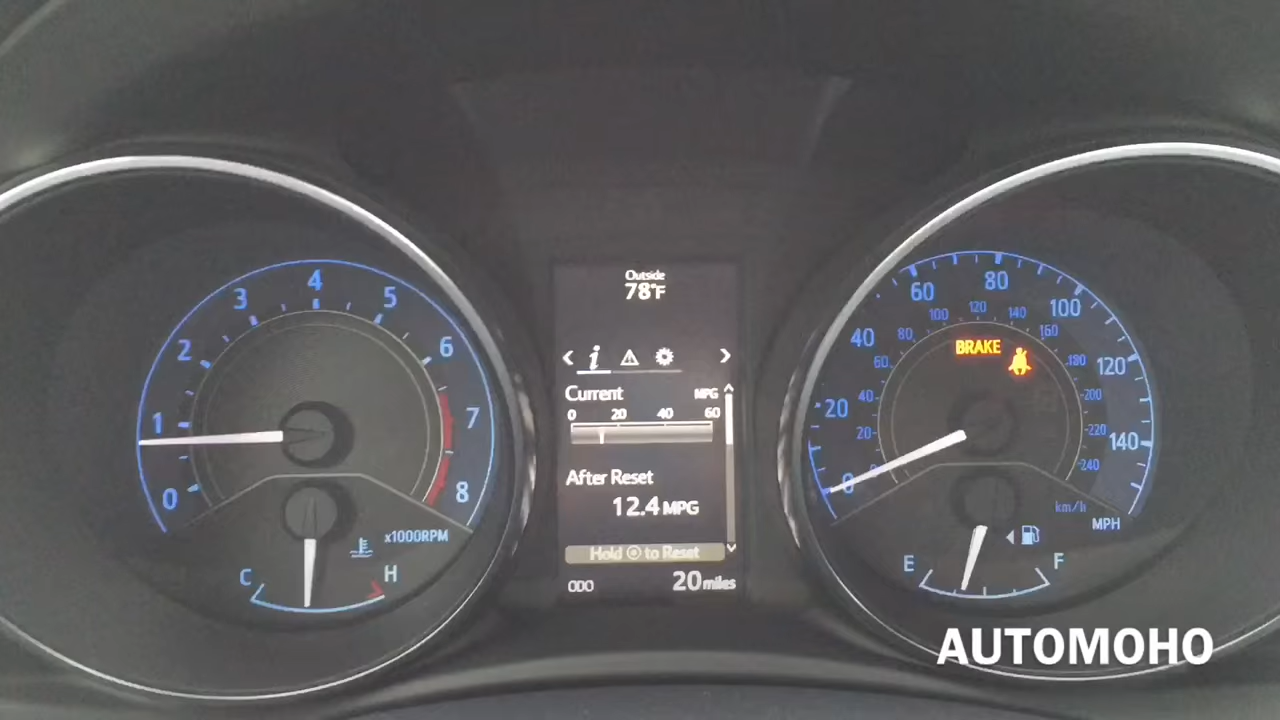 0
1
2
3
4
5
6
7
8
x1000RPM
C
H
Outside
78°F
< i >
Current MPG
0 20 40 60
After Reset
12.4 MPG
Hold to Reset
ODO 20 miles
0
20
40
60
80
100
120
140
20
40
60
80
100
120
140
160
180
200
220
240
BRAKE
km/h
MPH
E
F
AUTOMOHO